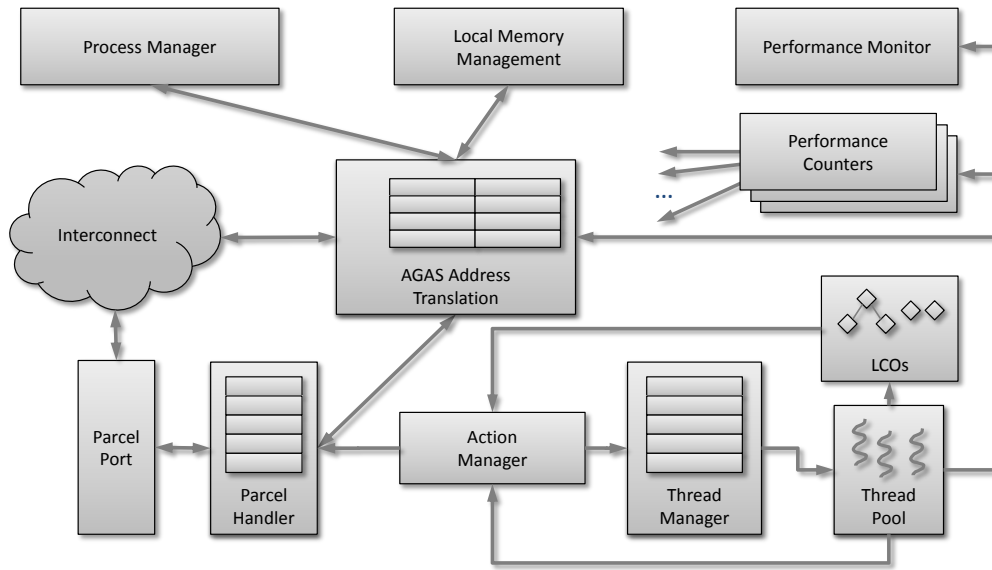 Process Manager
Local Memory
Management
Performance Monitor
Performance
Counters
...
Interconnect
AGAS Address
Translation
LCOs
Parcel
Port
Parcel
Handler
Action
Manager
Thread
Manager
Thread
Pool